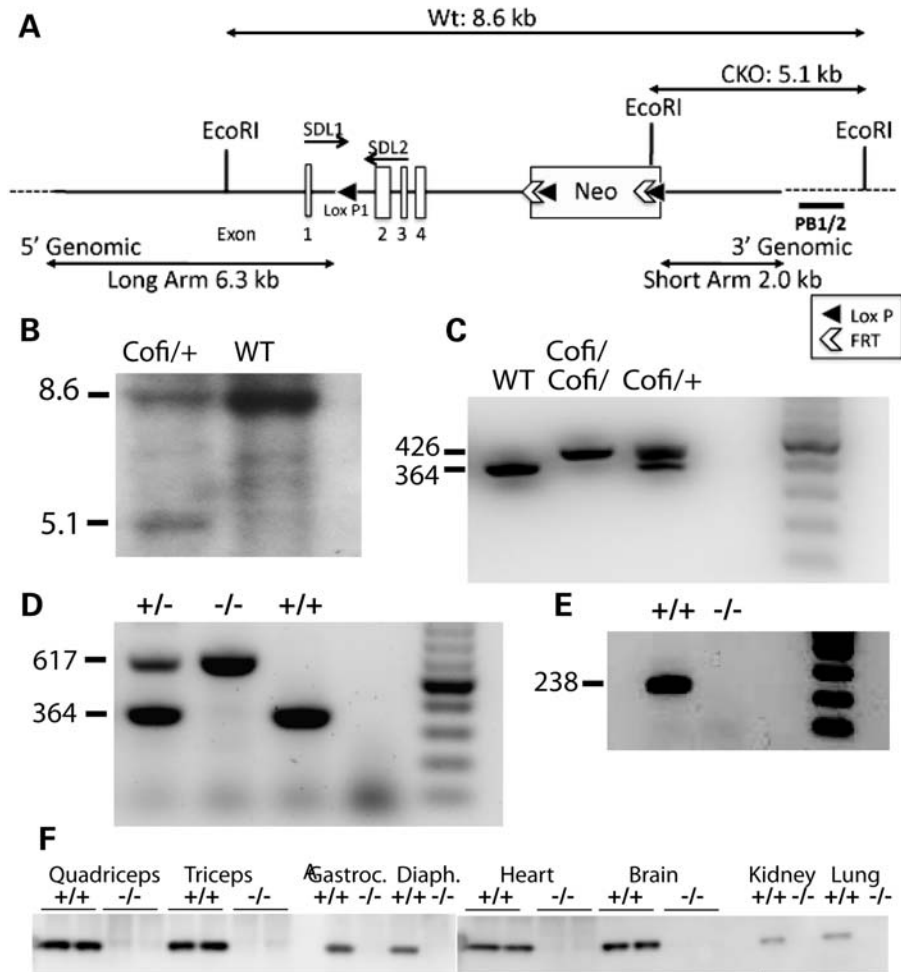 A
Wt: 8.6 kb
CKO: 5.1 kb
EcoRI
EcoRI
EcoRI
SDL1
SDL2
Lox P1
Neo
PB1/2
Exon
1
2
3
4
5' Genomic
3' Genomic
Long Arm 6.3 kb
Short Arm 2.0 kb
Lox P
FRT
B
Cofi/+ WT
8.6
5.1
C
WT Cofi/Cofi/ Cofi/+
426
364
D
+/- -/- +/+
617
364
E
+/+ -/-
238
F
Quadriceps Triceps AGastroc. Diaph. Heart Brain Kidney Lung
+/+ -/- +/+ -/- +/+ -/- +/+ -/- +/+ -/- +/+ -/- +/+ -/- +/+ -/-